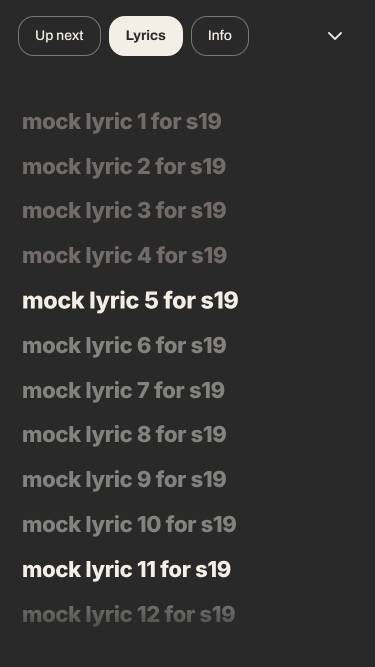 Up next Lyrics Info
mock lyric 1 for s19
mock lyric 2 for s19
mock lyric 3 for s19
mock lyric 4 for s19
mock lyric 5 for s19
mock lyric 6 for s19
mock lyric 7 for s19
mock lyric 8 for s19
mock lyric 9 for s19
mock lyric 10 for s19
mock lyric 11 for s19
mock lyric 12 for s19